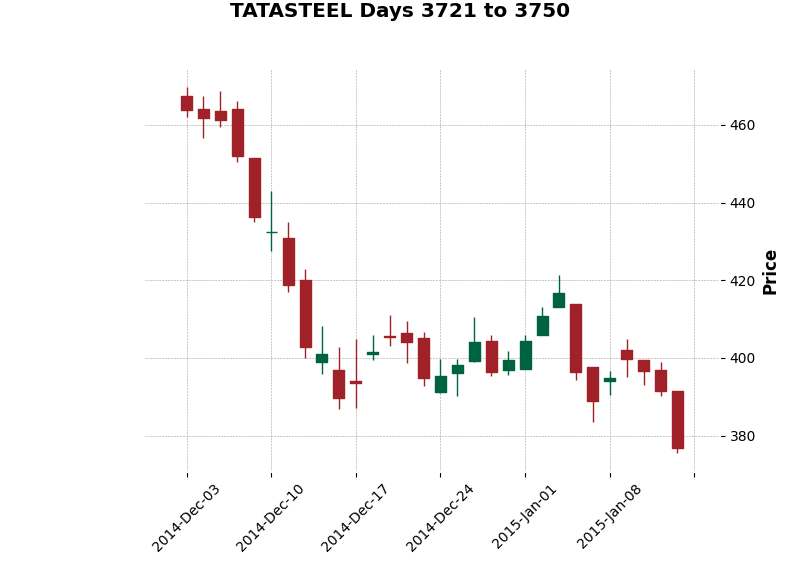 TATASTEEL Days 3721 to 3750
460
440
420
400
380
Price
2014-Dec-03
2014-Dec-10
2014-Dec-17
2014-Dec-24
2015-Jan-01
2015-Jan-08